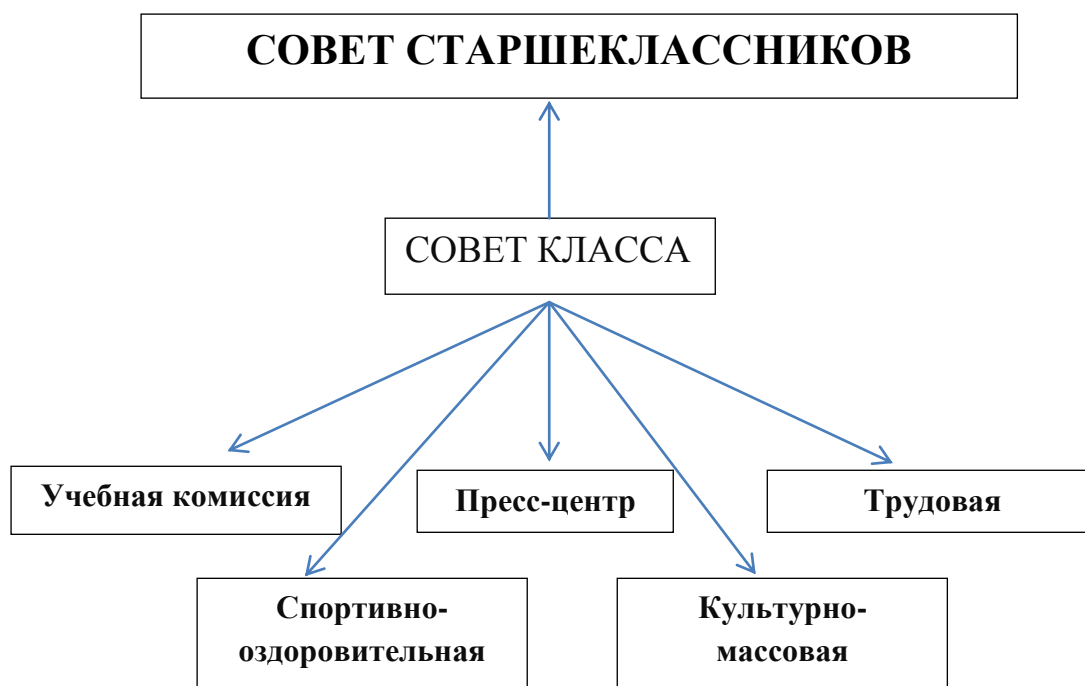 СОВЕТ СТАРШЕКЛАССНИКОВ
СОВЕТ КЛАССА
Учебная комиссия
Пресс-центр
Трудовая
Спортивно-
оздоровительная
Культурно-
массовая